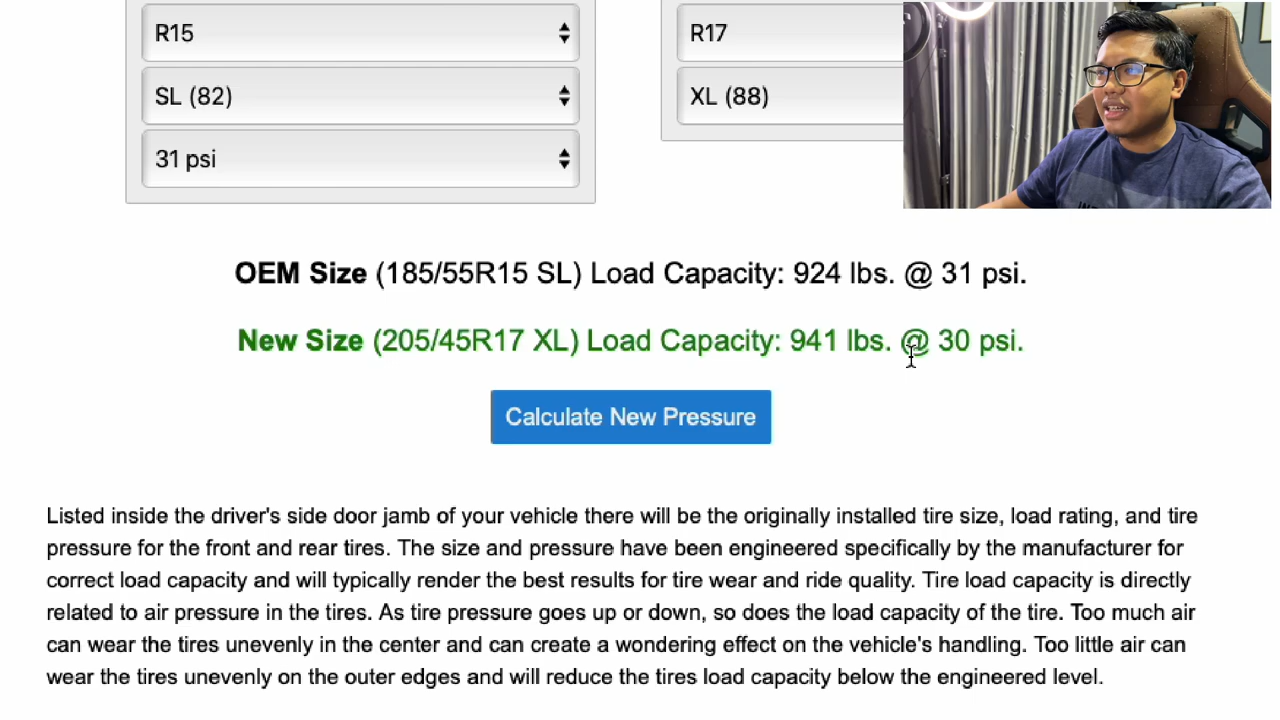 R15
R17
SL (82)
XL (88)
31 psi
OEM Size (185/55R15 SL) Load Capacity: 924 lbs. @ 31 psi.
New Size (205/45R17 XL) Load Capacity: 941 lbs. @ 30 psi.
Calculate New Pressure
Listed inside the driver's side door jamb of your vehicle there will be the originally installed tire size, load rating, and tire
pressure for the front and rear tires. The size and pressure have been engineered specifically by the manufacturer for
correct load capacity and will typically render the best results for tire wear and ride quality. Tire load capacity is directly
related to air pressure in the tires. As tire pressure goes up or down, so does the load capacity of the tire. Too much air
can wear the tires unevenly in the center and can create a wondering effect on the vehicle's handling. Too little air can
wear the tires unevenly on the outer edges and will reduce the tires load capacity below the engineered level.